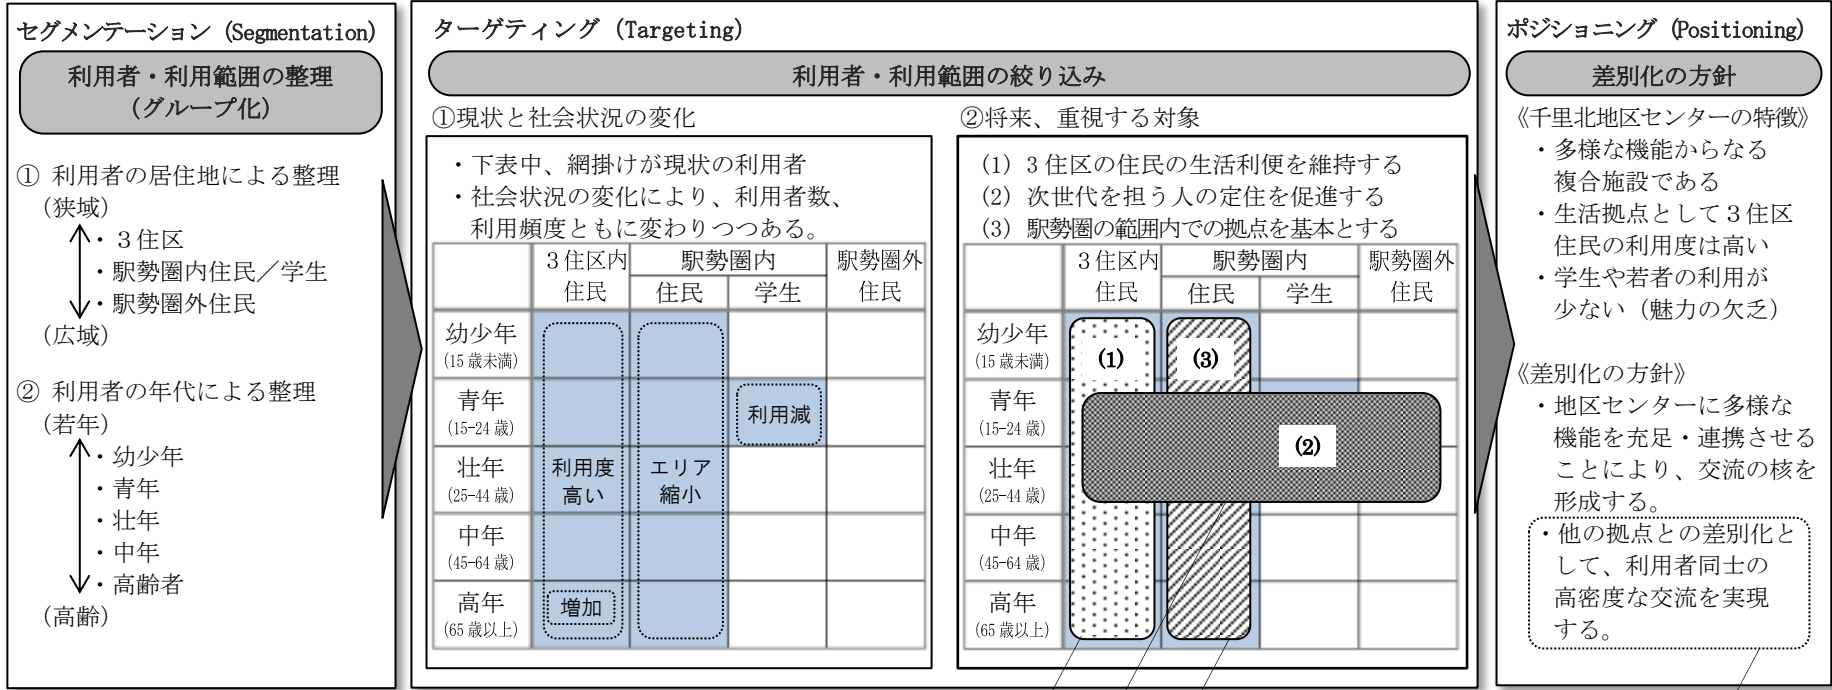 セグメンテーション (Segmentation)
利用者・利用範囲の整理
(グループ化)
① 利用者の居住地による整理
(狭域)
・３住区
・駅勢圏内住民／学生
・駅勢圏外住民
(広域)
② 利用者の年代による整理
(若年)
・幼少年
・青年
・壮年
・中年
・高齢者
(高齢)
ターゲティング (Targeting)
利用者・利用範囲の絞り込み
①現状と社会状況の変化
・下表中、網掛けが現状の利用者
・社会状況の変化により、利用者数、
利用頻度ともに変わりつつある。
３住区内
住民
駅勢圏内
住民
学生
駅勢圏外
住民
幼少年
(15 歳未満)
青年
(15-24 歳)
利用減
壮年
(25-44 歳)
利用度
高い
エリア
縮小
中年
(45-64 歳)
高年
(65 歳以上)
増加
②将来、重視する対象
(1) ３住区の住民の生活利便を維持する
(2) 次世代を担う人の定住を促進する
(3) 駅勢圏の範囲内での拠点を基本とする
３住区内
住民
駅勢圏内
住民
学生
駅勢圏外
住民
幼少年
(15 歳未満)
(1)
(3)
青年
(15-24 歳)
(2)
壮年
(25-44 歳)
中年
(45-64 歳)
高年
(65 歳以上)
ポジショニング (Positioning)
差別化の方針
《千里北地区センターの特徴》
・多様な機能からなる
複合施設である
・生活拠点として３住区
住民の利用度は高い
・学生や若者の利用が
少ない（魅力の欠乏）
《差別化の方針》
・地区センターに多様な
機能を充足・連携させる
ことにより、交流の核を
形成する。
・他の拠点との差別化と
して、利用者同士の
高密度な交流を実現
する。